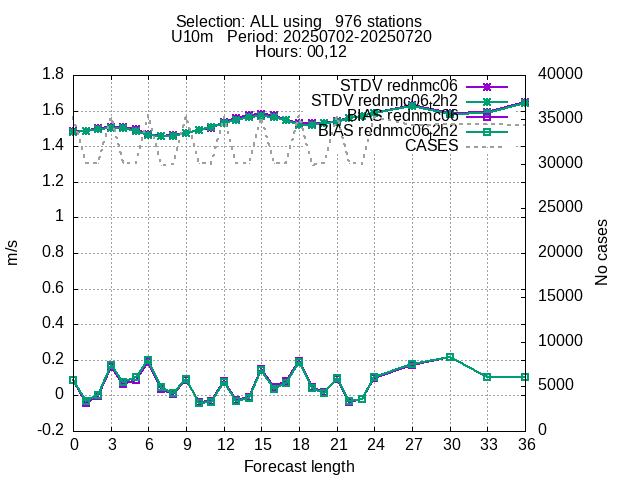 Selection: ALL using   976 stations
U10m   Period: 20250702-20250720
Hours: 00,12
STDV rednmc06
STDV rednmc06,2h2
BIAS rednmc06
BIAS rednmc06,2h2
CASES
1.8
1.6
1.4
1.2
1
0.8
0.6
0.4
0.2
0
-0.2
m/s
40000
35000
30000
25000
20000
15000
10000
5000
0
No cases
0 3 6 9 12 15 18 21 24 27 30 33 36
Forecast length